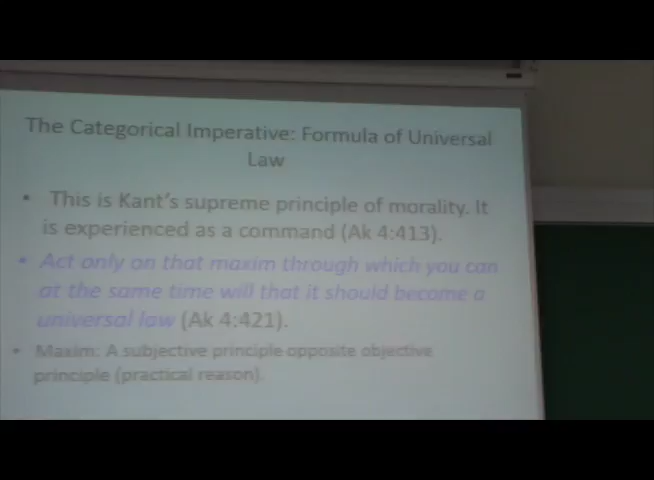 The Categorical Imperative: Formula of Universal
Law
• This is Kant's supreme principle of morality. It
is experienced as a command (Ak 4:413).
• Act only on that maxim through which you can
at the same time will that it should become a
universal law (Ak 4:421).
• Maxim: A subjective principle opposite objective
principle (practical reason).